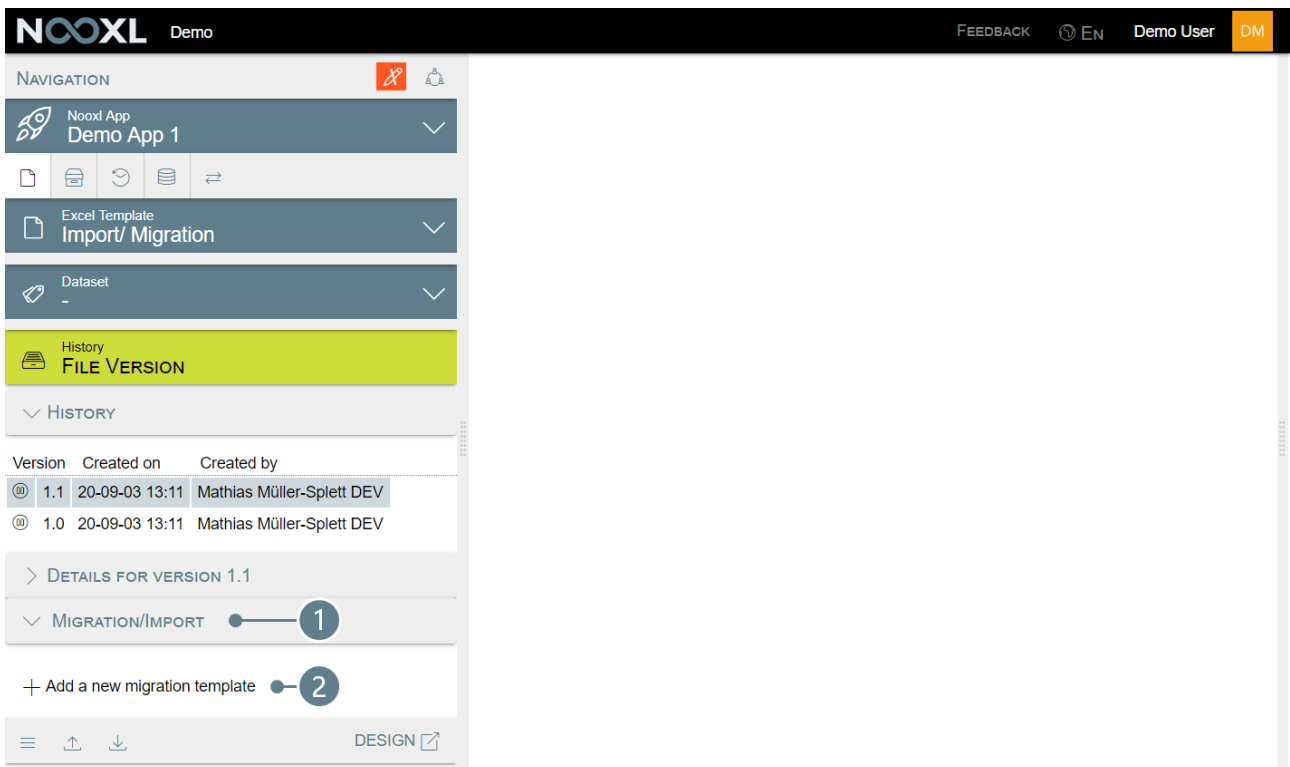 NOOXL Demo FEEDBACK EN Demo User DM
NAVIGATION
Nooxl App
Demo App 1
Excel Template
Import/ Migration
Dataset
-
History
FILE VERSION
HISTORY
Version Created on Created by
1.1 20-09-03 13:11 Mathias Müller-Splett DEV
1.0 20-09-03 13:11 Mathias Müller-Splett DEV
DETAILS FOR VERSION 1.1
MIGRATION/IMPORT 1
Add a new migration template 2
DESIGN